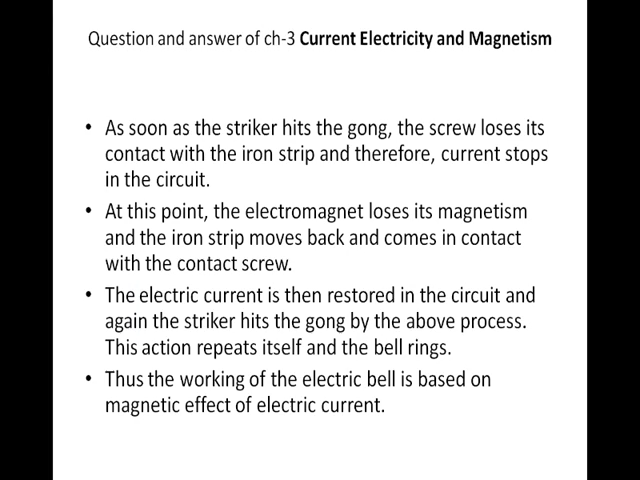 Question and answer of ch-3 Current Electricity and Magnetism
• As soon as the striker hits the gong, the screw loses its
contact with the iron strip and therefore, current stops
in the circuit.
• At this point, the electromagnet loses its magnetism
and the iron strip moves back and comes in contact
with the contact screw.
• The electric current is then restored in the circuit and
again the striker hits the gong by the above process.
This action repeats itself and the bell rings.
• Thus the working of the electric bell is based on
magnetic effect of electric current.